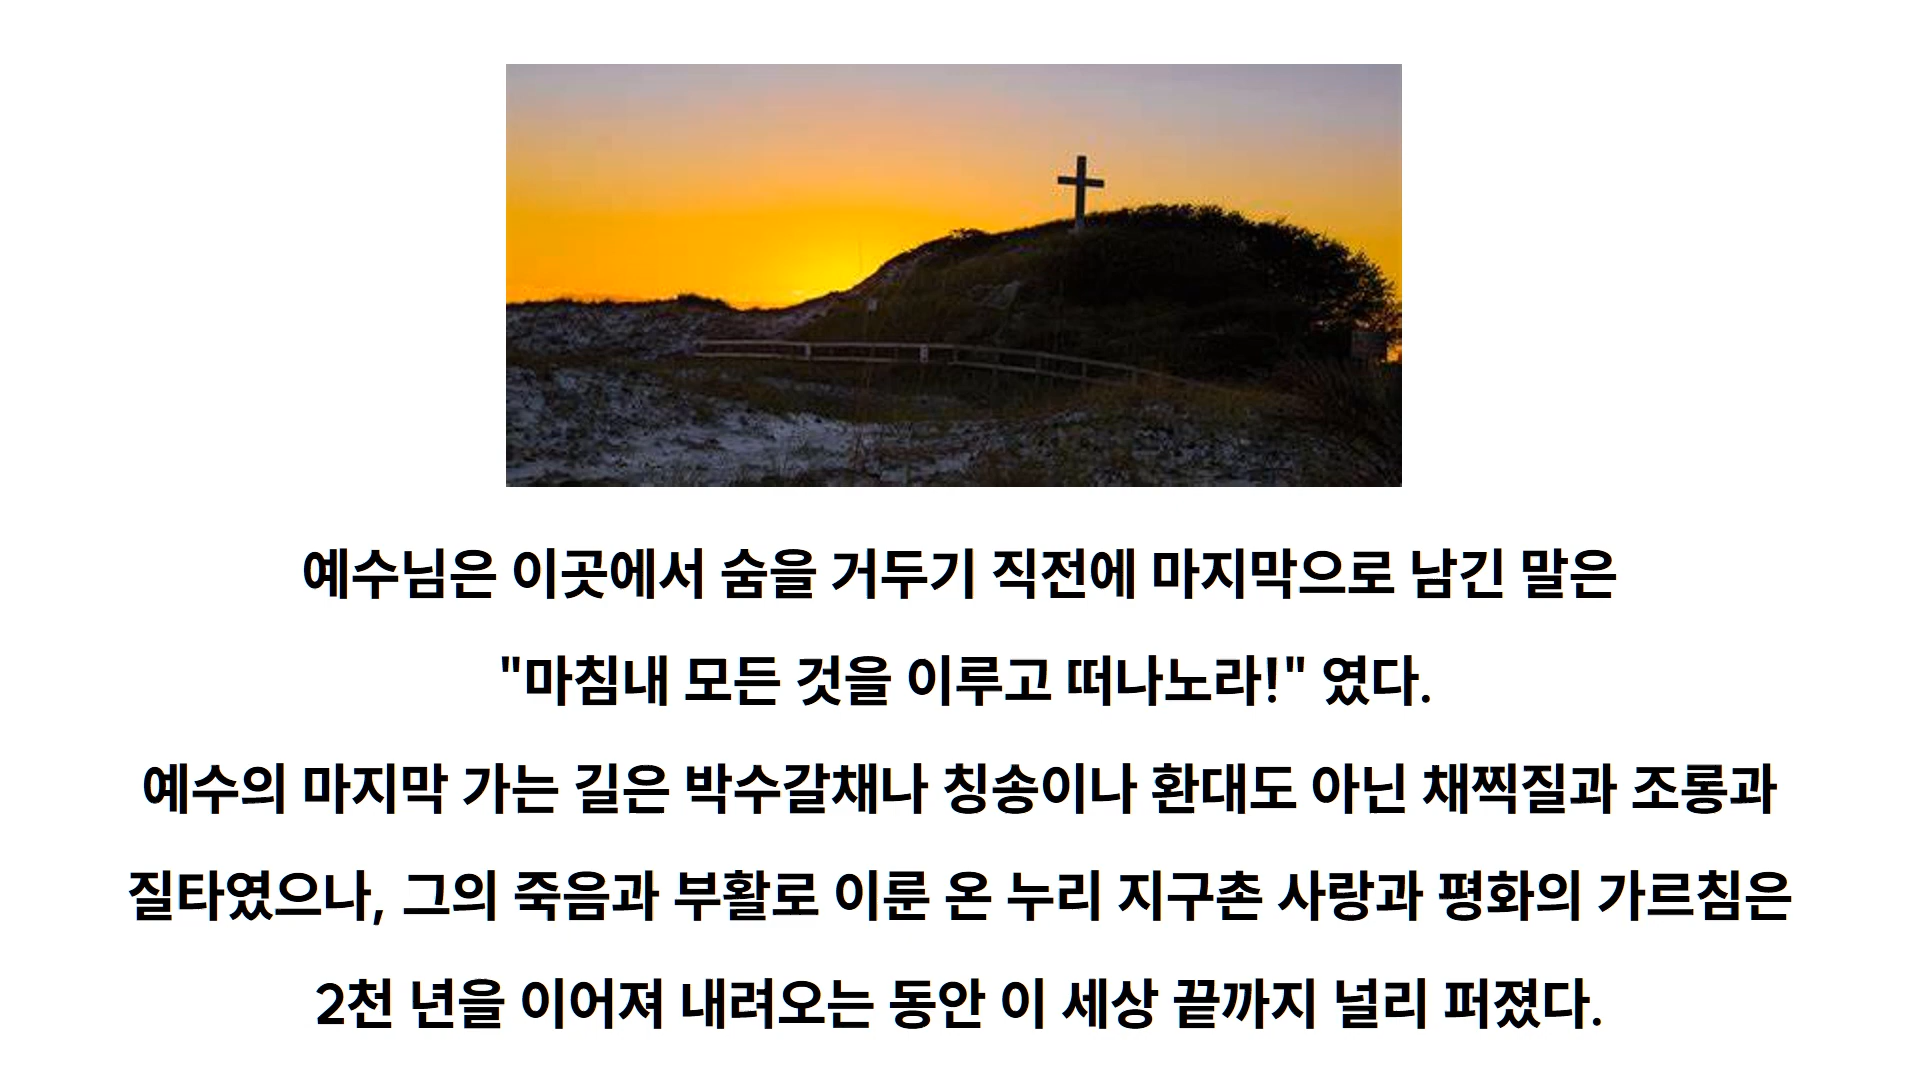 예수님은 이곳에서 숨을 거두기 직전에 마지막으로 남긴 말은
"마침내 모든 것을 이루고 떠나노라!" 였다.
예수의 마지막 가는 길은 박수갈채나 칭송이나 환대도 아닌 채찍질과 조롱과
질타였으나, 그의 죽음과 부활로 이룬 온 누리 지구촌 사랑과 평화의 가르침은
2천 년을 이어져 내려오는 동안 이 세상 끝까지 널리 퍼졌다.